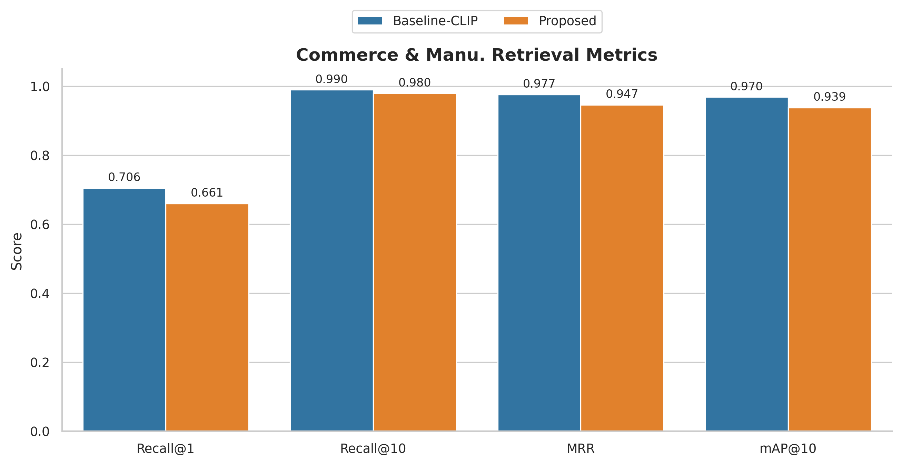 Baseline-CLIP Proposed
Commerce & Manu. Retrieval Metrics
Score
1.0
0.8
0.6
0.4
0.2
0.0
0.706 0.661 0.990 0.980 0.977 0.947 0.970 0.939
Recall@1 Recall@10 MRR mAP@10